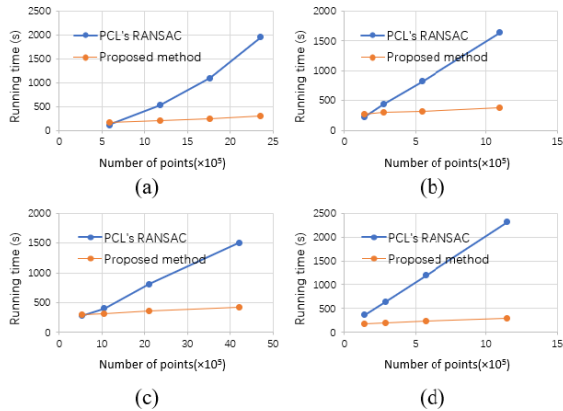 2500
2000
1500
1000
500
0
Running time (s)
PCL's RANSAC
Proposed method
0 5 10 15 20 25
Number of points(×10⁵)
(a)
2000
1500
1000
500
0
Running time (s)
PCL's RANSAC
Proposed method
0 5 10 15
Number of points(×10⁵)
(b)
2000
1500
1000
500
0
Running time (s)
PCL's RANSAC
Proposed method
0 10 20 30 40 50
Number of points(×10⁵)
(c)
2500
2000
1500
1000
500
0
Running time (s)
PCL's RANSAC
Proposed method
0 5 10 15
Number of points(×10⁵)
(d)